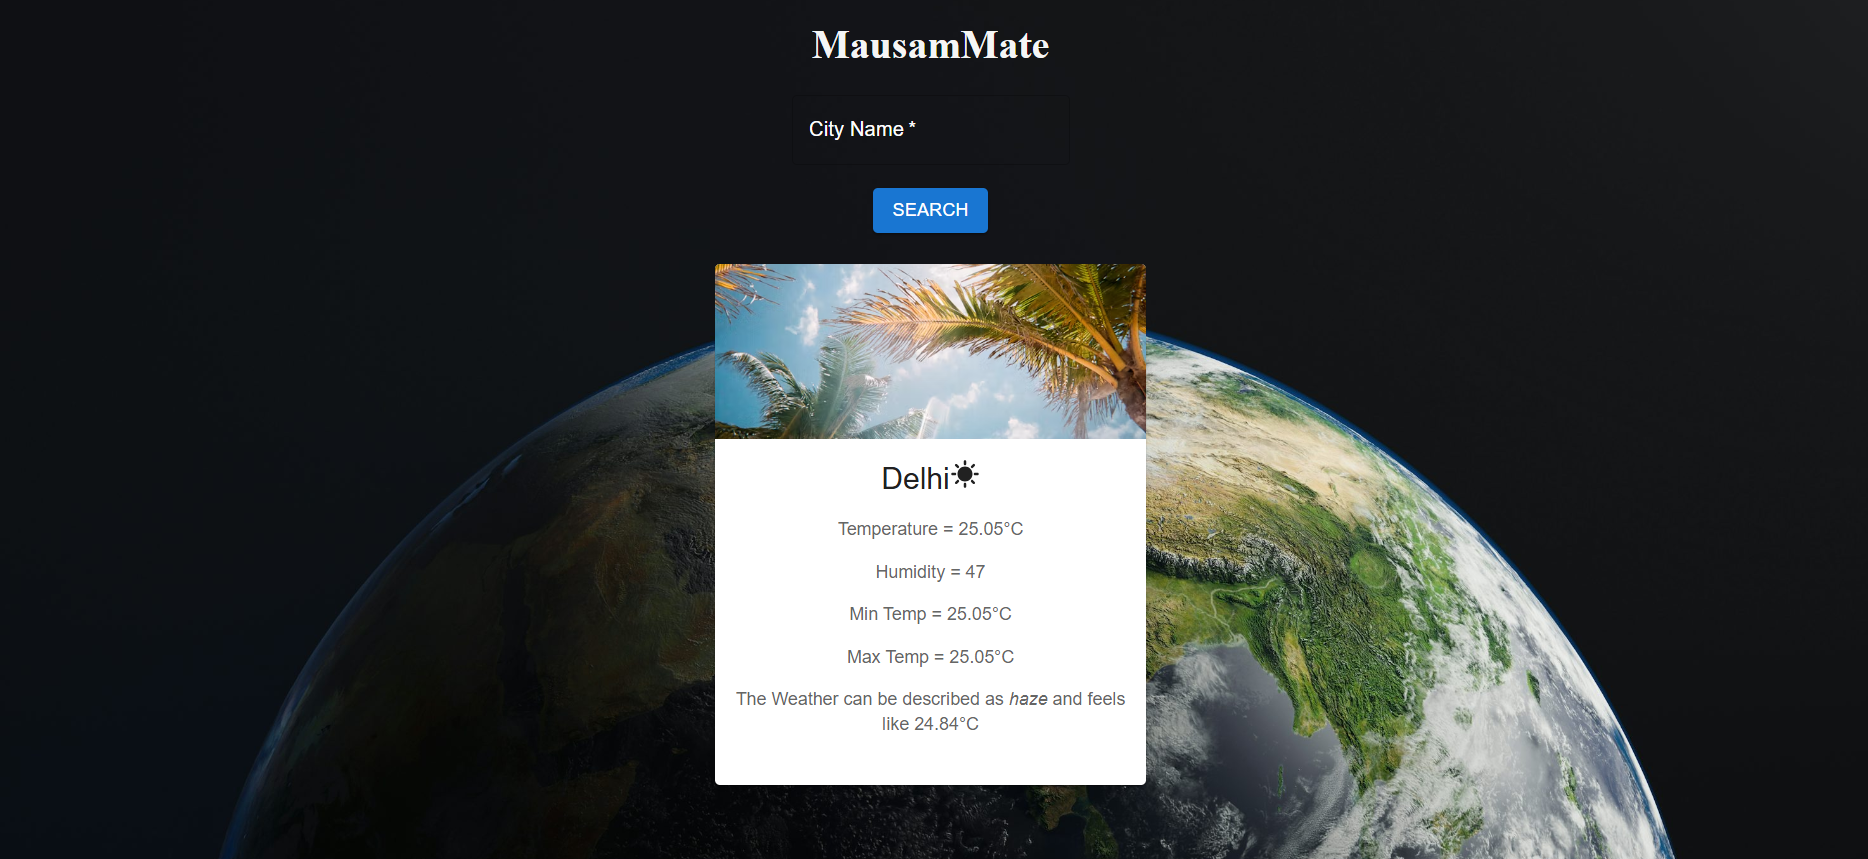 MausamMate
City Name *
SEARCH
Delhi
Temperature = 25.05°C
Humidity = 47
Min Temp = 25.05°C
Max Temp = 25.05°C
The Weather can be described as haze and feels
like 24.84°C